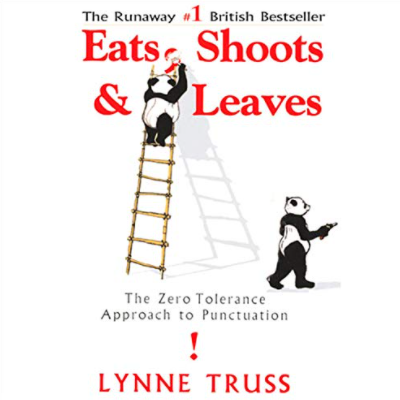 The Runaway #1 British Bestseller
Eats, Shoots
& Leaves
The Zero Tolerance
Approach to Punctuation
!
LYNNE TRUSS